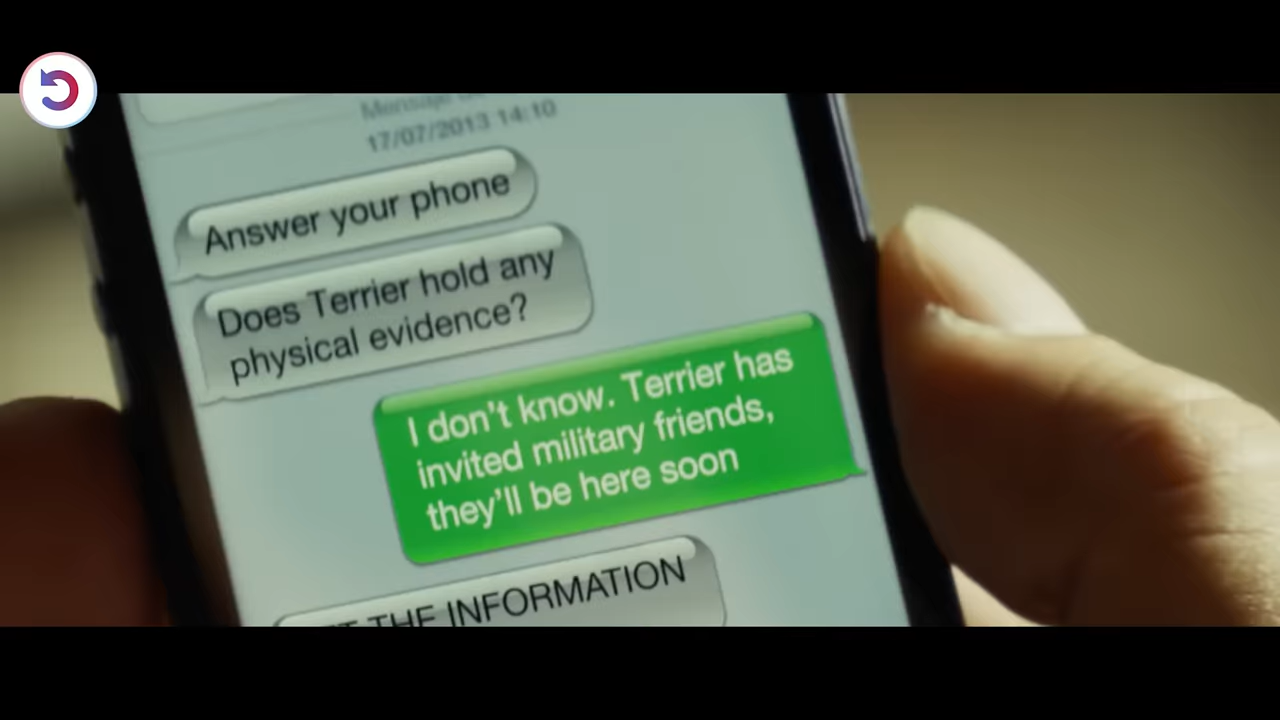 Mensaje
17/07/2013 14:10
Answer your phone
Does Terrier hold any
physical evidence?
I don't know. Terrier has
invited military friends,
they'll be here soon
THE INFORMATION